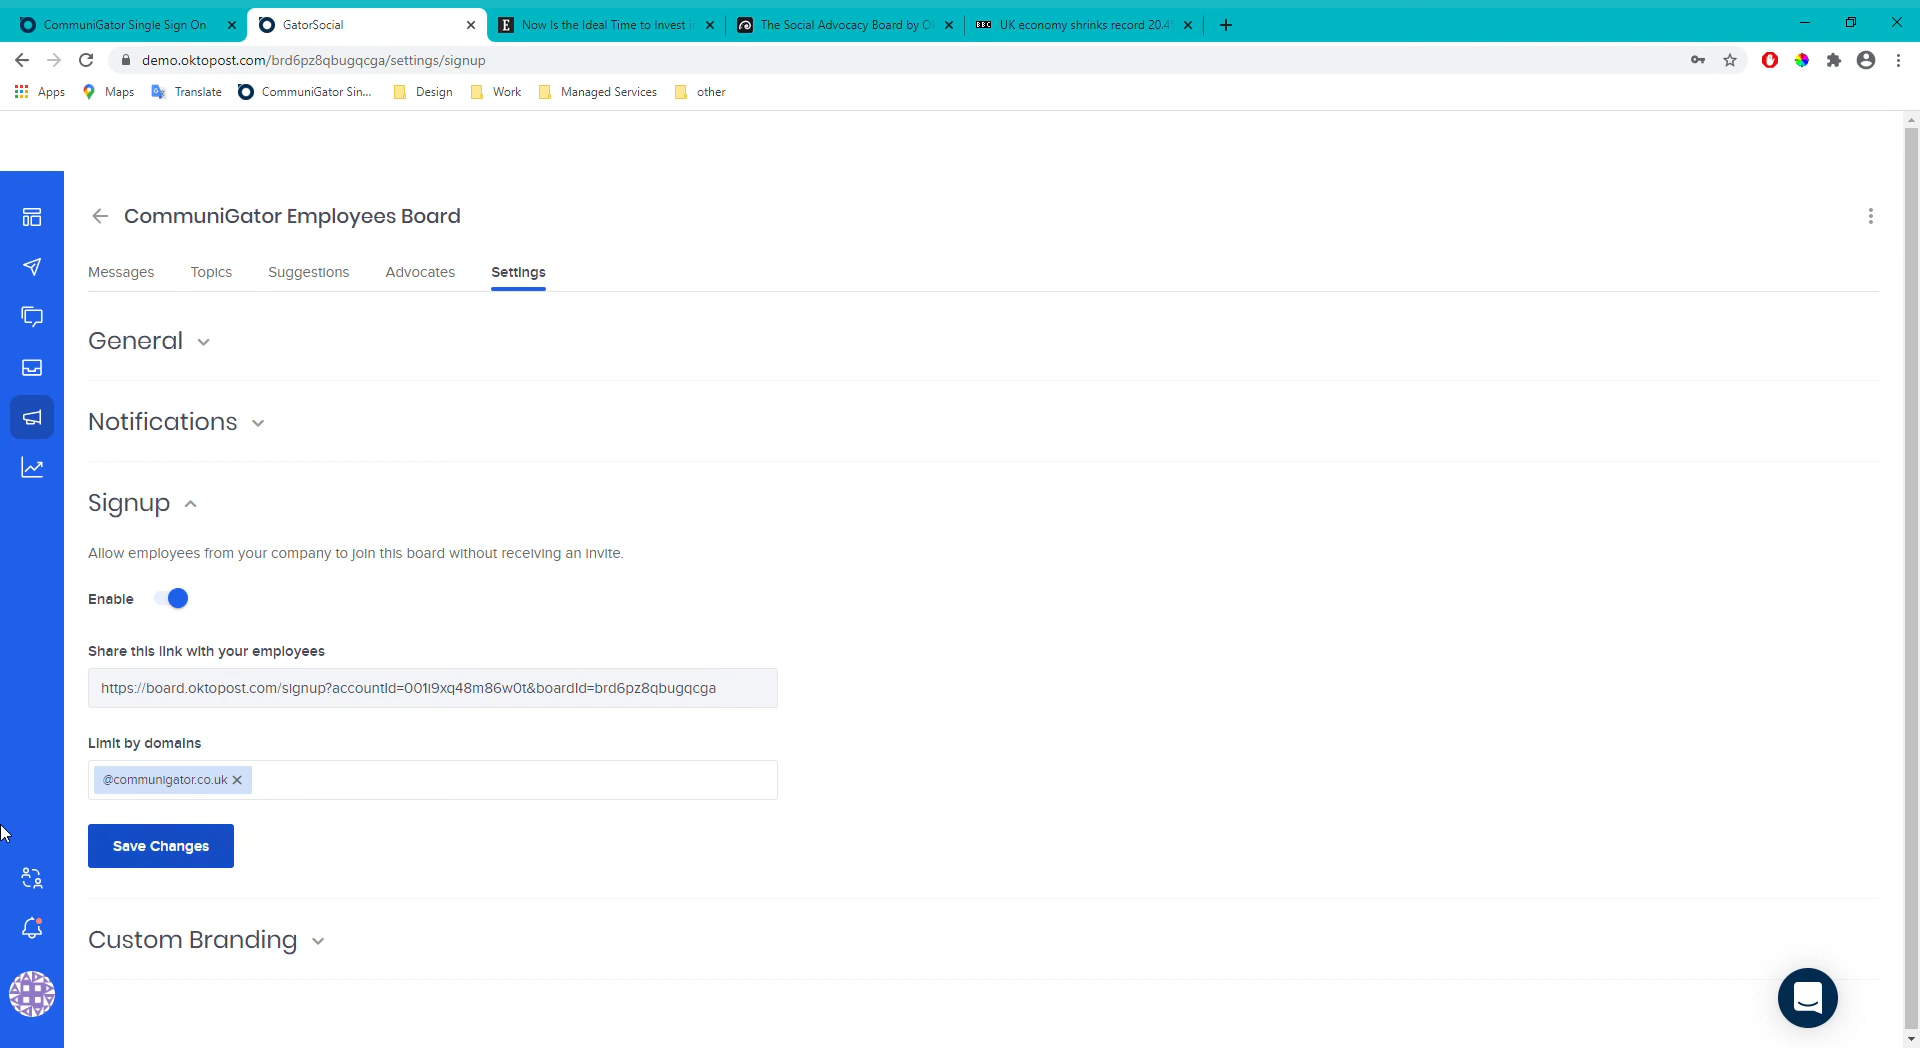 CommuniGator Single Sign On
GatorSocial
Now Is the Ideal Time to Invest i
The Social Advocacy Board by O
BBC
UK economy shrinks record 20.4
demo.oktopost.com/brd6pz8qbugqcga/settings/signup
Apps
Maps
Translate
CommuniGator Sin...
Design
Work
Managed Services
other
CommuniGator Employees Board
Messages
Topics
Suggestions
Advocates
Settings
General
Notifications
Signup
Allow employees from your company to join this board without receiving an invite.
Enable
Share this link with your employees
https://board.oktopost.com/signup?accountId=001i9xq48m86w0t&boardId=brd6pz8qbugqcga
Limit by domains
@communigator.co.uk
Save Changes
Custom Branding